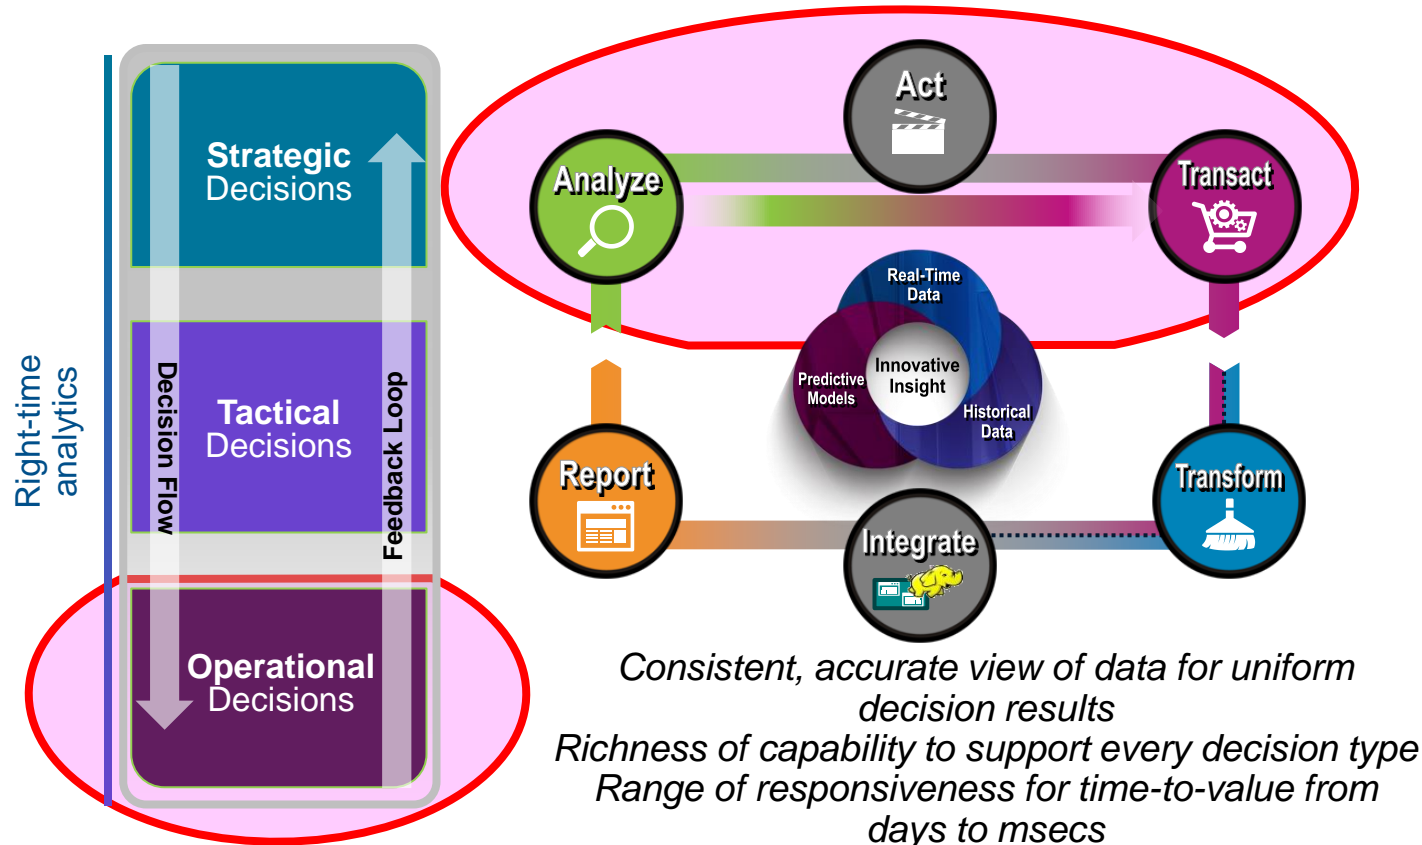 Right-time
analytics
Strategic
Decisions
Tactical
Decisions
Operational
Decisions
Decision Flow
Feedback Loop
Act
Analyze
Transact
Real-Time
Data
Innovative
Insight
Predictive
Models
Historical
Data
Report
Transform
Integrate
Consistent, accurate view of data for uniform
decision results
Richness of capability to support every decision type
Range of responsiveness for time-to-value from
days to msecs